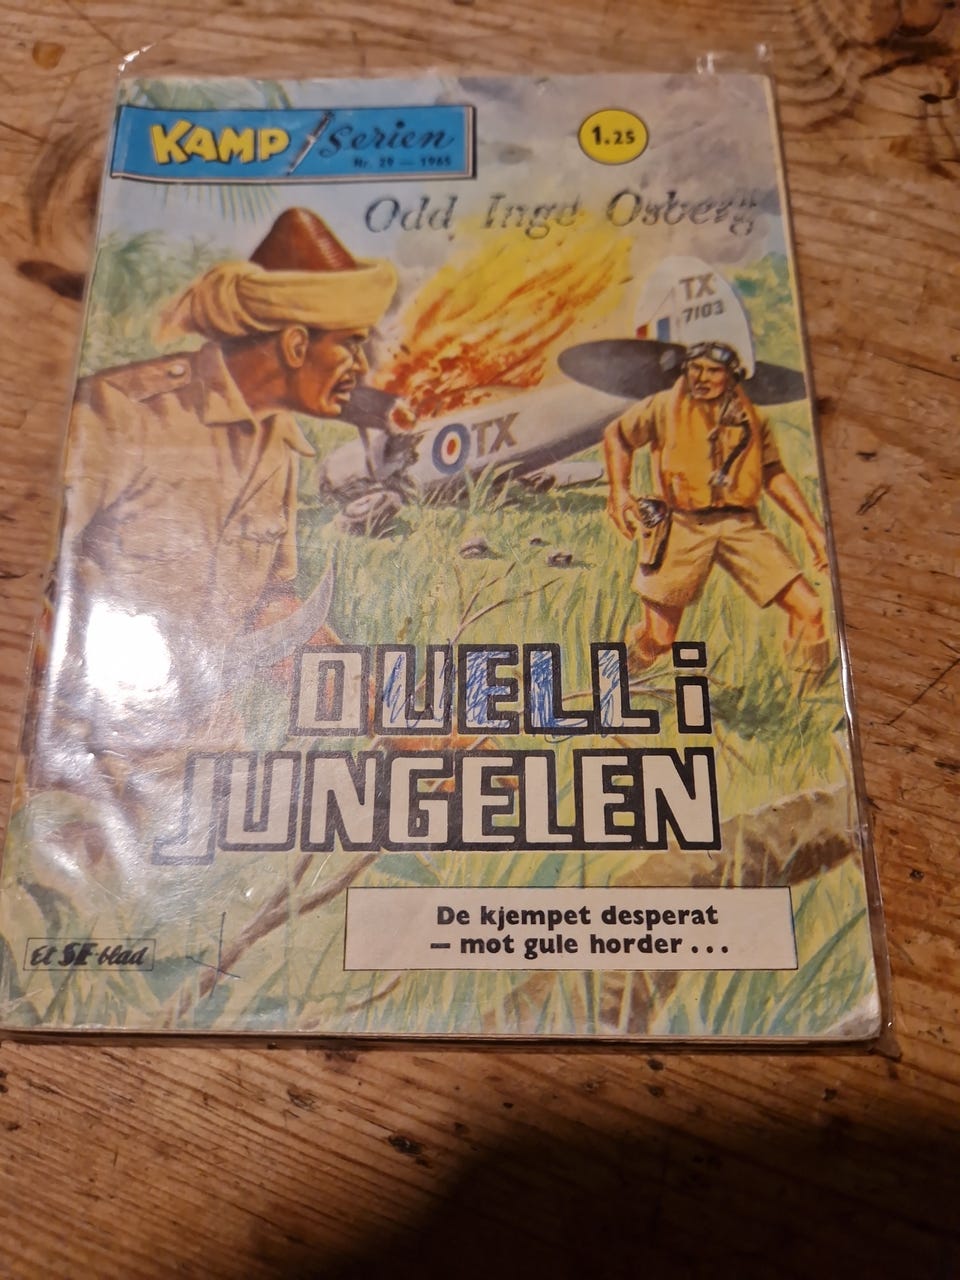 KAMP serien
Nr. 29 — 1965
1.25
Odd Inge Osberg
TX
7103
TX
DUELL i
JUNGELEN
De kjempet desperat
— mot gule horder . . .
Et SE-blad